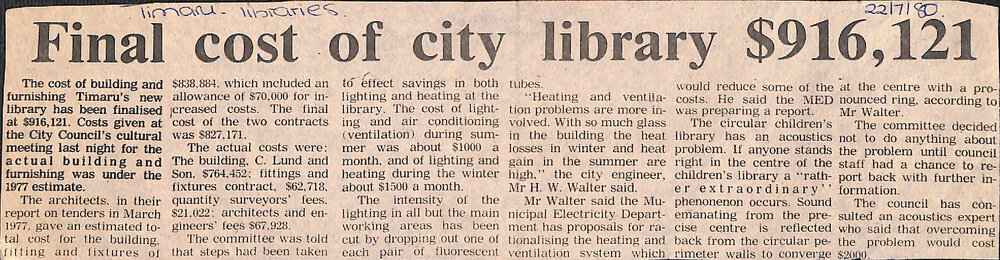 Timaru. libraries.
22/7/80
Final cost of city library $916,121
The cost of building and
furnishing Timaru's new
library has been finalised
at $916,121. Costs given at
the City Council's cultural
meeting last night for the
actual building and
furnishing was under the
1977 estimate.
The architects, in their
report on tenders in March
1977, gave an estimated to-
tal cost for the building,
fitting and fixtures of
$838,884, which included an
allowance of $70,000 for in-
creased costs. The final
cost of the two contracts
was $827,171.
The actual costs were:
The building, C. Lund and
Son, $764,452; fittings and
fixtures contract, $62,718,
quantity surveyors' fees,
$21,022; architects and en-
gineers' fees $67,928.
The committee was told
that steps had been taken
to effect savings in both
lighting and heating at the
library. The cost of light-
ing and air conditioning
(ventilation) during sum-
mer was about $1000 a
month, and of lighting and
heating during the winter
about $1500 a month.
The intensity of the
lighting in all but the main
working areas has been
cut by dropping out one of
each pair of fluorescent
tubes.
"Heating and ventila-
tion problems are more in-
volved. With so much glass
in the building the heat
losses in winter and heat
gain in the summer are
high," the city engineer,
Mr H. W. Walter said.
Mr Walter said the Mu-
nicipal Electricity Depart-
ment has proposals for ra-
tionalising the heating and
ventilation system which
would reduce some of the
costs. He said the MED
was preparing a report.
The circular children's
library has an acoustics
problem. If anyone stands
right in the centre of the
children's library a "rath-
er extraordinary"
phenonenon occurs. Sound
emanating from the pre-
cise centre is reflected
back from the circular pe-
rimeter walls to converge
at the centre with a pro-
nounced ring, according to
Mr Walter.
The committee decided
not to do anything about
the problem until council
staff had a chance to re-
port back with further in-
formation.
The council has con-
sulted an acoustics expert
who said that overcoming
the problem would cost
$2000.